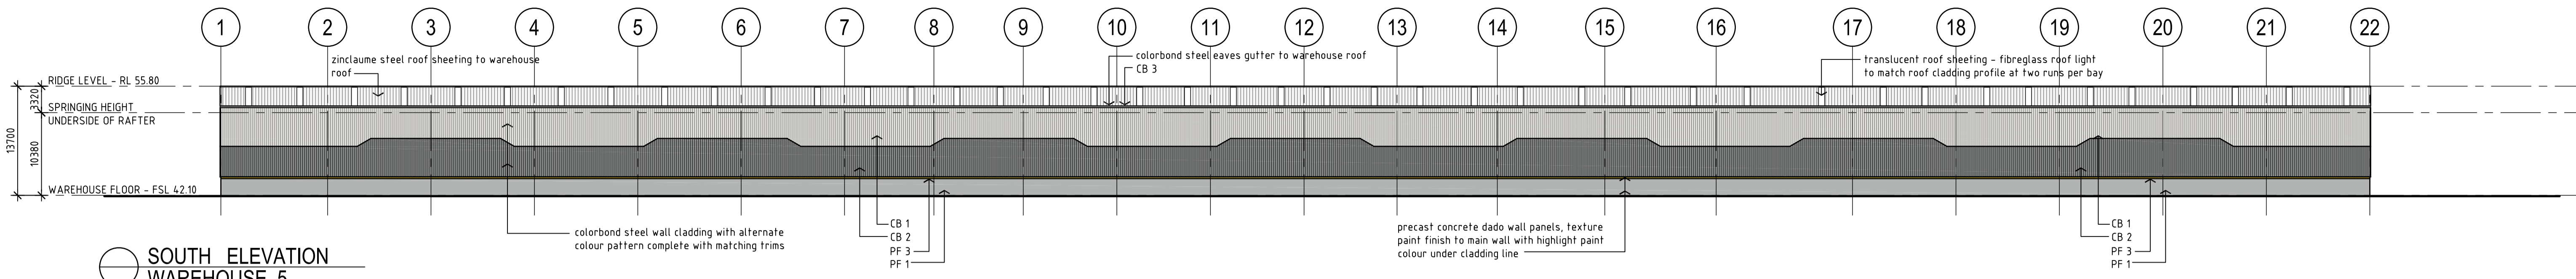 1 2 3 4 5 6 7 8 9 10 11 12 13 14 15 16 17 18 19 20 21 22
zinclaume steel roof sheeting to warehouse
roof
colorbond steel eaves gutter to warehouse roof
CB 3
translucent roof sheeting - fibreglass roof light
to match roof cladding profile at two runs per bay
RIDGE LEVEL - RL 55.80
3320
SPRINGING HEIGHT
UNDERSIDE OF RAFTER
13700
10380
WAREHOUSE FLOOR - FSL 42.10
colorbond steel wall cladding with alternate
colour pattern complete with matching trims
CB 1
CB 2
PF 3
PF 1
precast concrete dado wall panels, texture
paint finish to main wall with highlight paint
colour under cladding line
CB 1
CB 2
PF 3
PF 1
SOUTH ELEVATION
WAREHOUSE 5